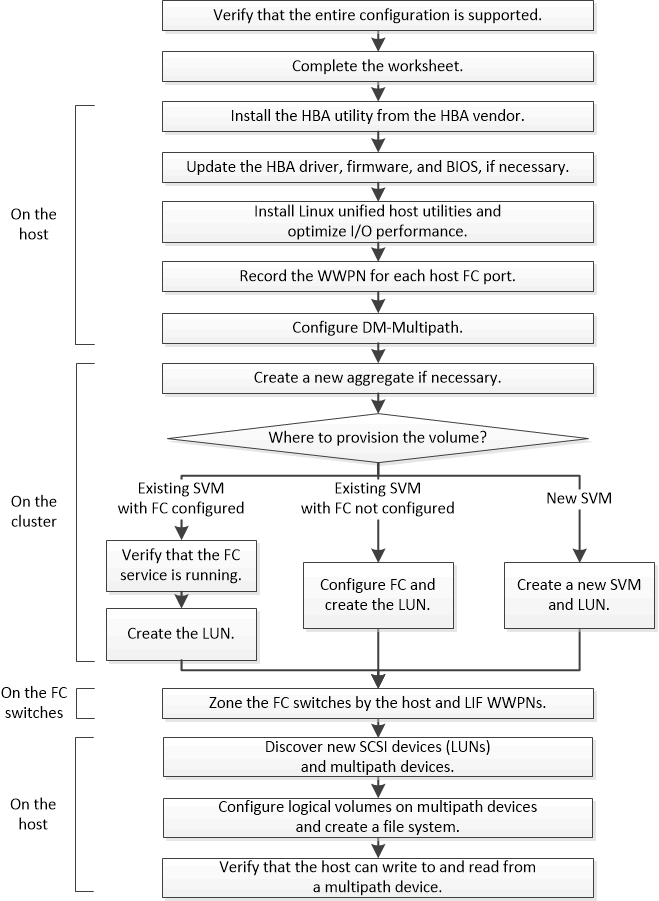 Verify that the entire configuration is supported.
Complete the worksheet.
On the
host
Install the HBA utility from the HBA vendor.
Update the HBA driver, firmware, and BIOS, if necessary.
Install Linux unified host utilities and
optimize I/O performance.
Record the WWPN for each host FC port.
Configure DM-Multipath.
On the
cluster
Create a new aggregate if necessary.
Where to provision the volume?
Existing SVM
with FC configured
Verify that the FC
service is running.
Create the LUN.
Existing SVM
with FC not configured
Configure FC and
create the LUN.
New SVM
Create a new SVM
and LUN.
On the FC
switches
Zone the FC switches by the host and LIF WWPNs.
On the
host
Discover new SCSI devices (LUNs)
and multipath devices.
Configure logical volumes on multipath devices
and create a file system.
Verify that the host can write to and read from
a multipath device.